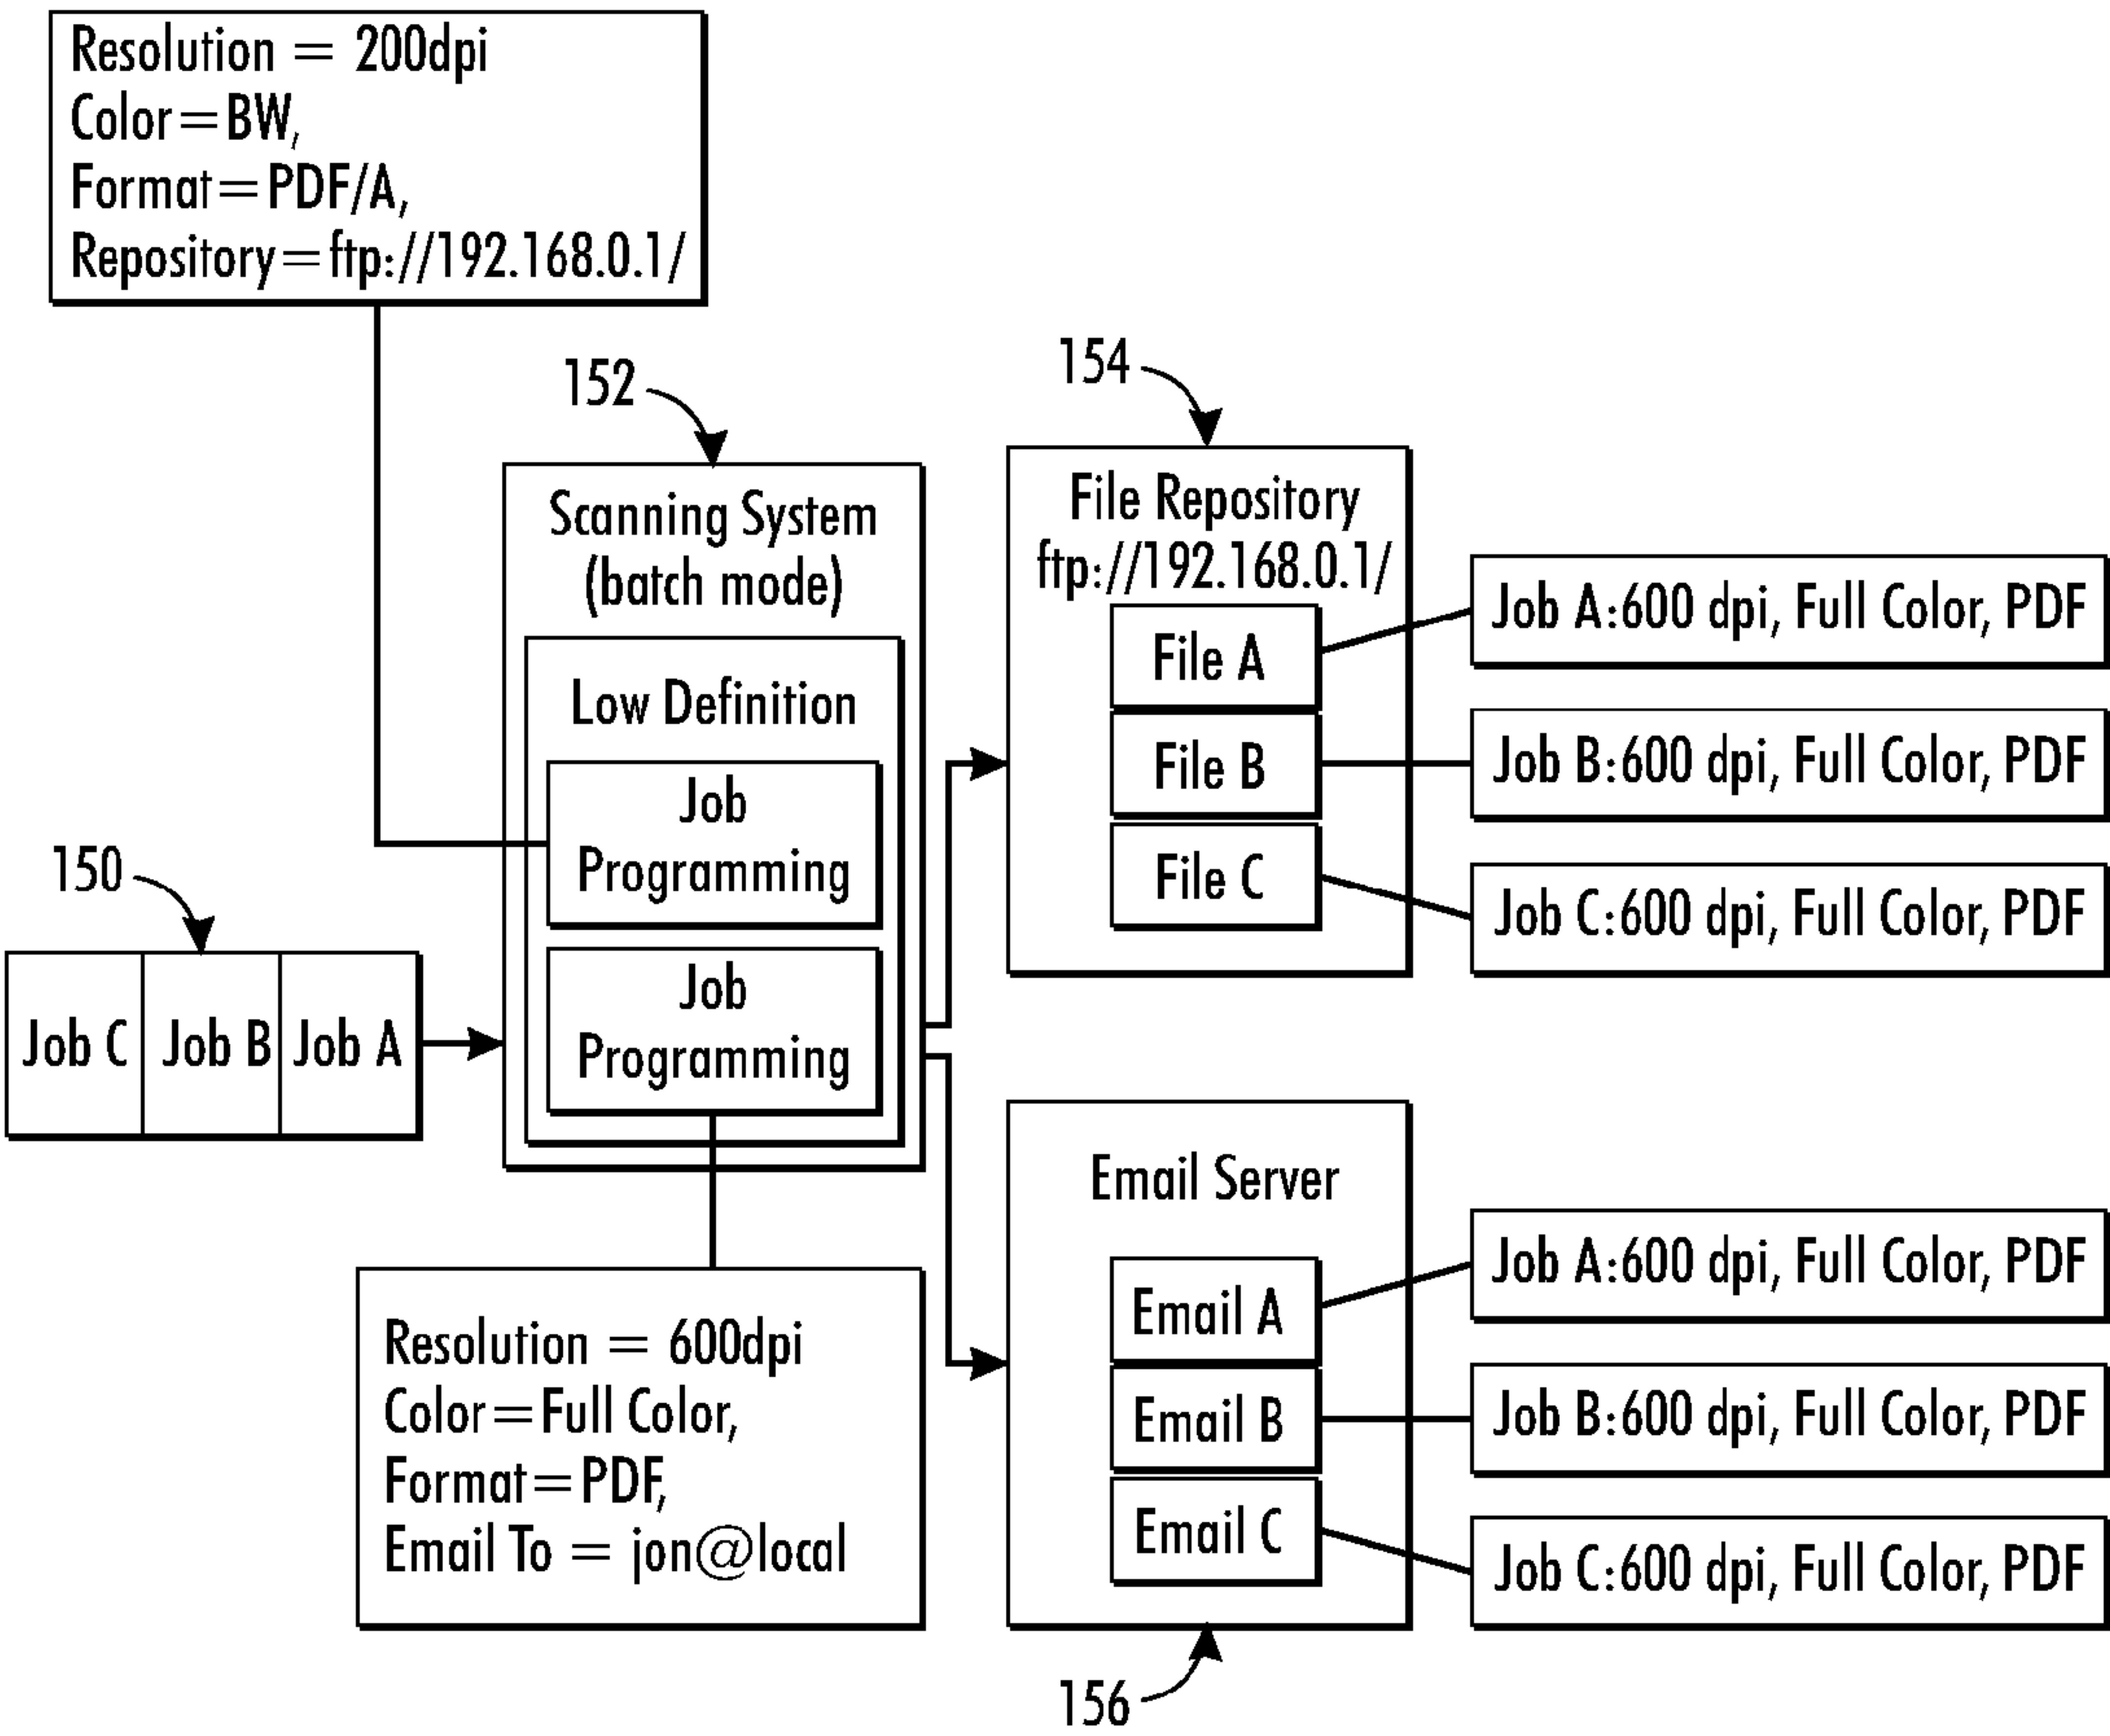 Resolution = 200dpi
Color=BW,
Format=PDF/A,
Repository=ftp://192.168.0.1/
152
154
Scanning System
(batch mode)
Low Definition
Job
Programming
Job
Programming
150
Job C
Job B
Job A
File Repository
ftp://192.168.0.1/
File A
File B
File C
Job A:600 dpi, Full Color, PDF
Job B:600 dpi, Full Color, PDF
Job C:600 dpi, Full Color, PDF
Resolution = 600dpi
Color=Full Color,
Format=PDF,
Email To = jon@local
Email Server
Email A
Email B
Email C
Job A:600 dpi, Full Color, PDF
Job B:600 dpi, Full Color, PDF
Job C:600 dpi, Full Color, PDF
156